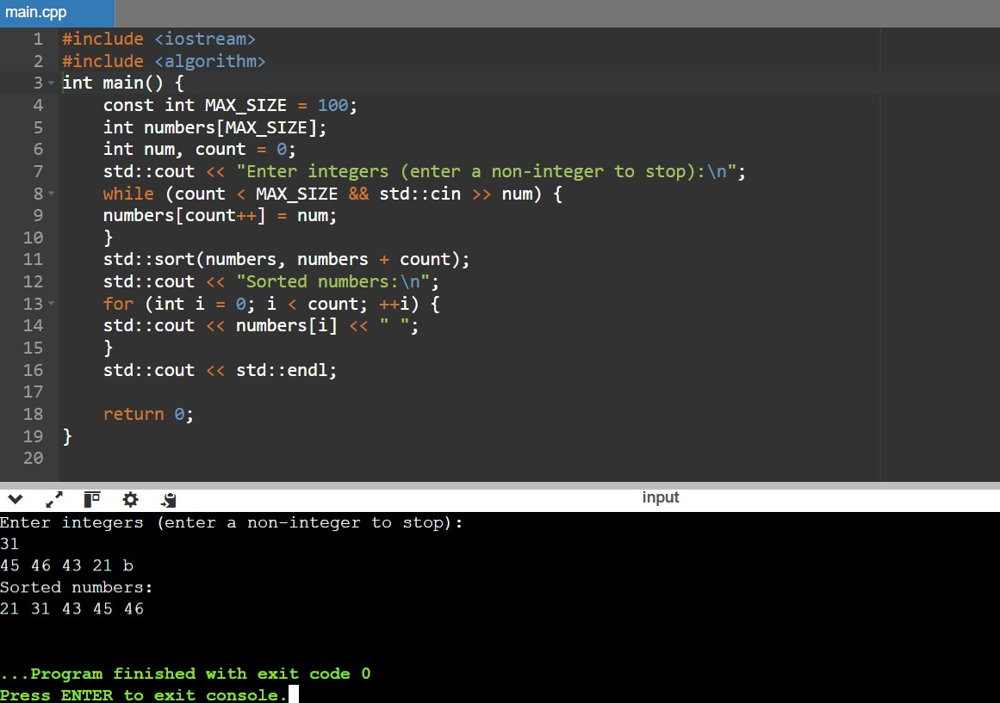 main.cpp
1 #include <iostream>
2 #include <algorithm>
3 int main() {
4     const int MAX_SIZE = 100;
5     int numbers[MAX_SIZE];
6     int num, count = 0;
7     std::cout << "Enter integers (enter a non-integer to stop):\n";
8     while (count < MAX_SIZE && std::cin >> num) {
9     numbers[count++] = num;
10     }
11     std::sort(numbers, numbers + count);
12     std::cout << "Sorted numbers:\n";
13     for (int i = 0; i < count; ++i) {
14     std::cout << numbers[i] << " ";
15     }
16     std::cout << std::endl;
17
18     return 0;
19 }
20
input
Enter integers (enter a non-integer to stop):
31
45 46 43 21 b
Sorted numbers:
21 31 43 45 46
...Program finished with exit code 0
Press ENTER to exit console.